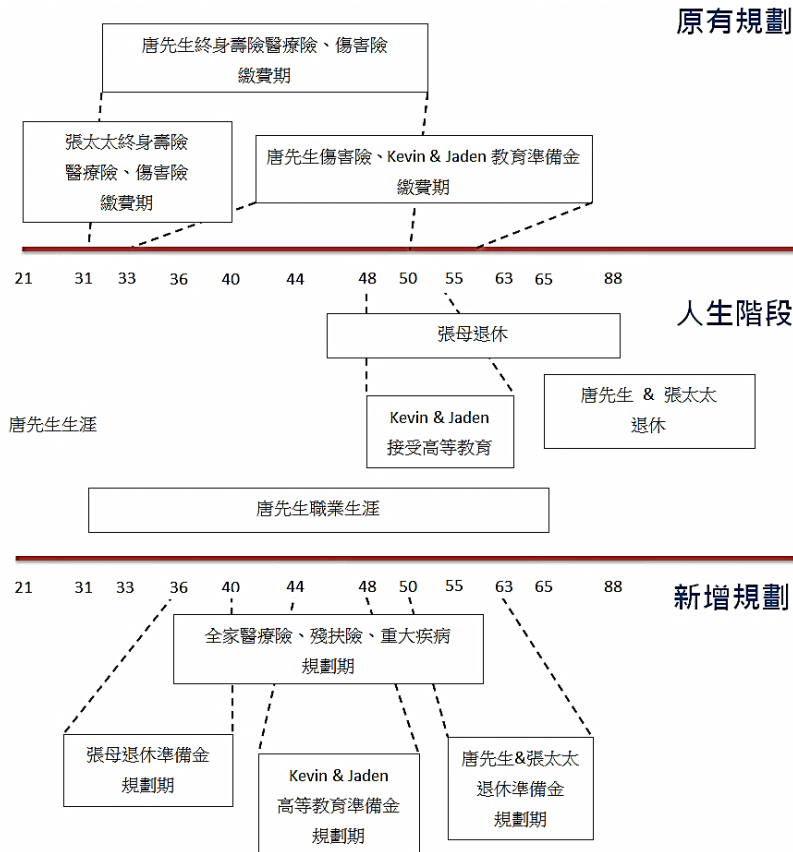 原有規劃
唐先生終身壽險醫療險、傷害險
繳費期
張太太終身壽險
醫療險、傷害險
繳費期
唐先生傷害險、Kevin & Jaden 教育準備金
繳費期
21 31 33 36 40 44 48 50 55 63 65 88
人生階段
張母退休
唐先生 & 張太太
退休
Kevin & Jaden
接受高等教育
唐先生生涯
唐先生職業生涯
21 31 33 36 40 44 48 50 55 63 65 88
新增規劃
全家醫療險、殘扶險、重大疾病
規劃期
張母退休準備金
規劃期
Kevin & Jaden
高等教育準備金
規劃期
唐先生&張太太
退休準備金
規劃期